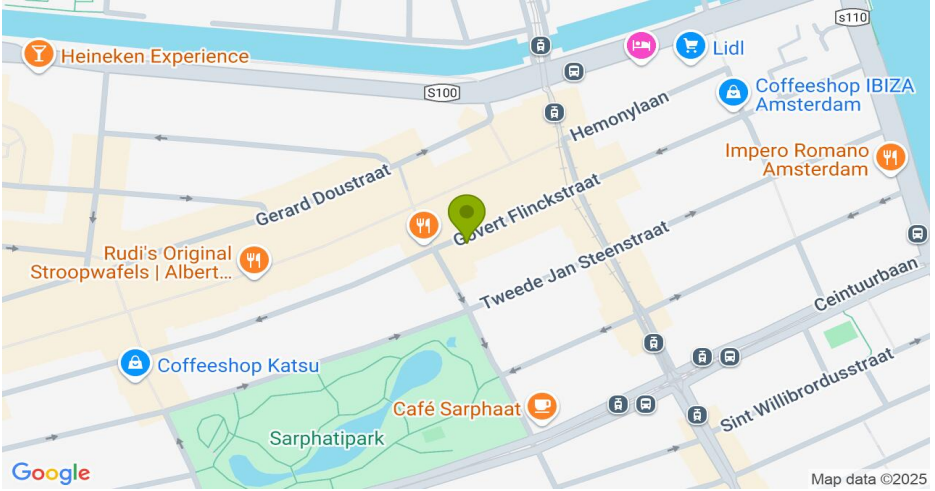 s110
Heineken Experience
Lidl
S100
Coffeeshop IBIZA
Amsterdam
Hemonylaan
Impero Romano
Amsterdam
Gerard Doustraat
Govert Flinckstraat
Rudi's Original
Stroopwafels | Albert...
Tweede Jan Steenstraat
Ceintuurbaan
Coffeeshop Katsu
Café Sarphaat
Sint Willibrordusstraat
Sarphatipark
Google
Map data ©2025